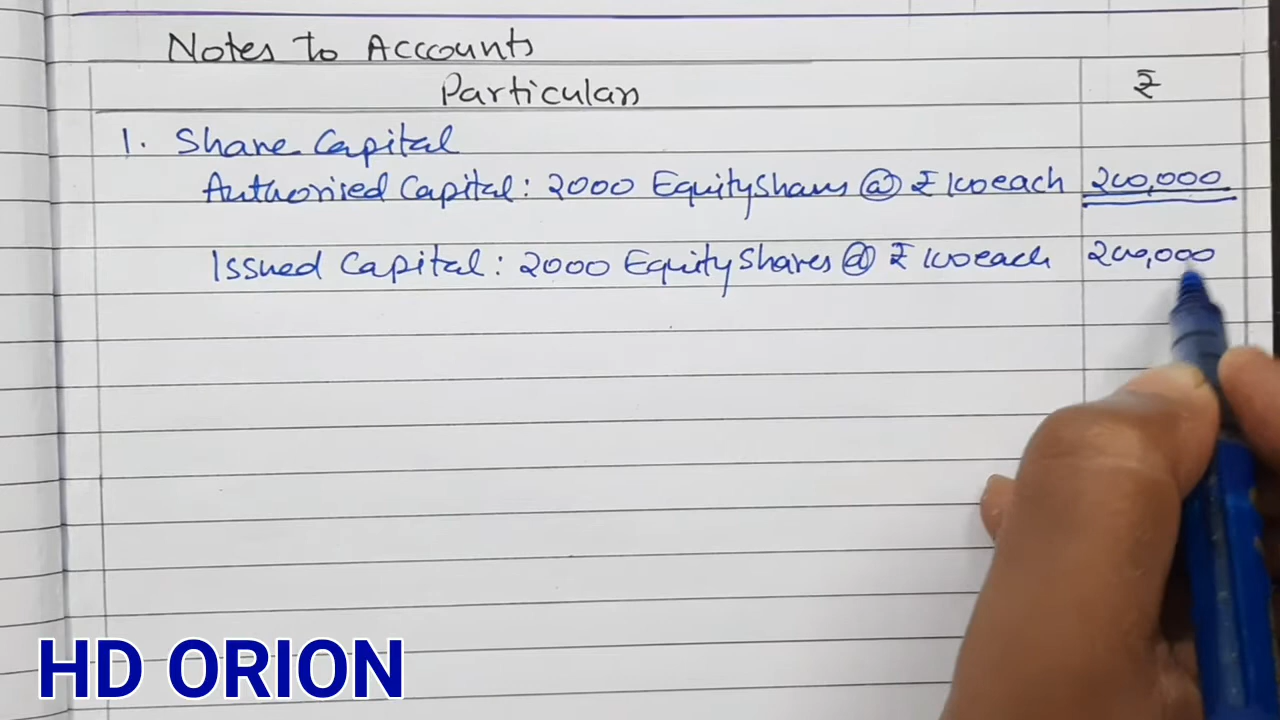 Notes to Accounts
Particulars ₹
1. Share Capital
Authorised Capital: 2000 Equity Shares @ ₹ 100 each 200,000
Issued Capital: 2000 Equity Shares @ ₹ 100 each 200,000
HD ORION